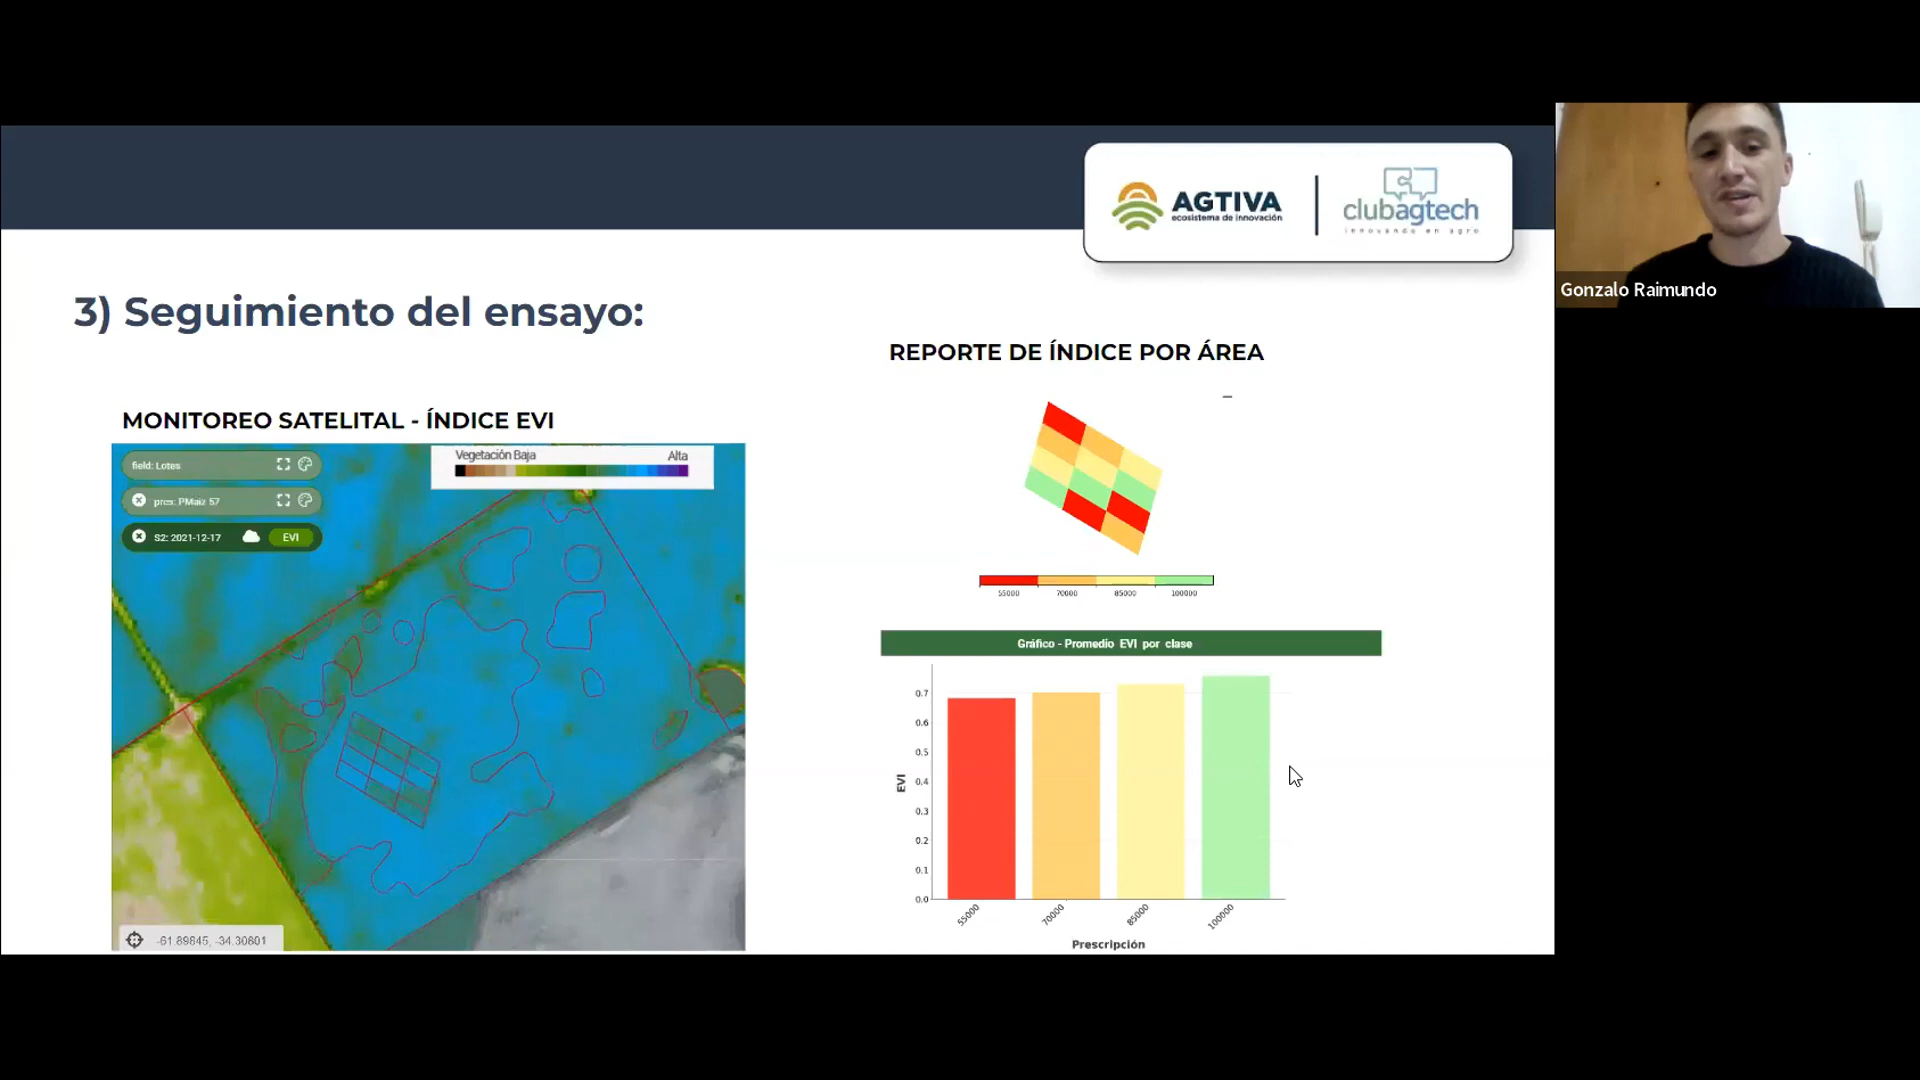 AGTIVA
ecosistema de innovación
clubagtech
innovando en agro
Gonzalo Raimundo
3) Seguimiento del ensayo:
REPORTE DE ÍNDICE POR ÁREA
MONITOREO SATELITAL - ÍNDICE EVI
field: Lotes
pres: PMaiz 57
S2: 2021-12-17 EVI
Vegetación Baja Alta
-61.89845, -34.30801
55000 70000 85000 100000
Gráfico - Promedio EVI por clase
EVI
0.7
0.6
0.5
0.4
0.3
0.2
0.1
0.0
55000 70000 85000 100000
Prescripción